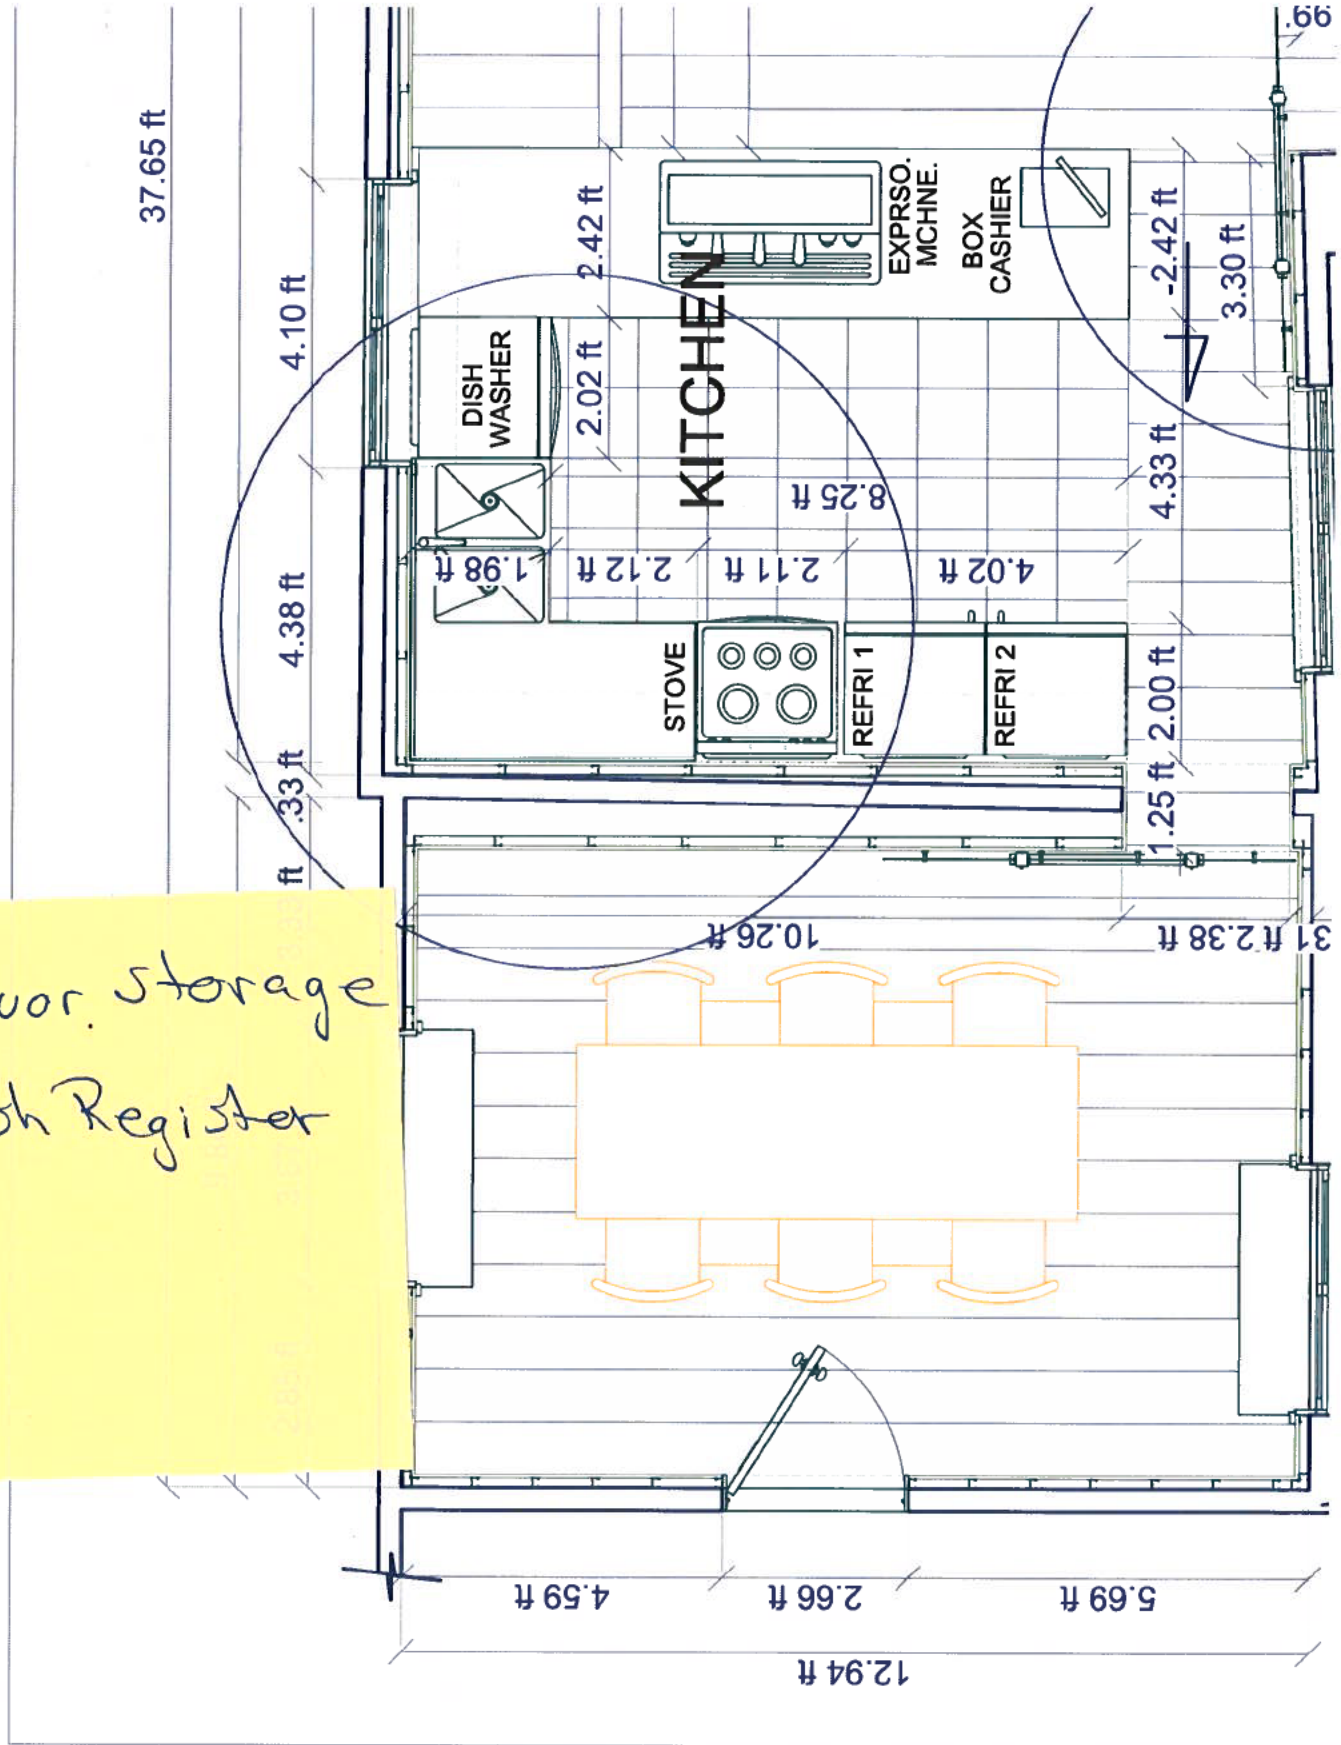 .66
37.65 ft
4.10 ft
4.38 ft
.33 ft
ft
2.42 ft
2.02 ft
DISH
WASHER
KITCHEN
EXPRSO.
MCHNE.
BOX
CASHIER
-2.42 ft
3.30 ft
4.33 ft
2.00 ft
1.25 ft
8.25 ft
1.98 ft
2.12 ft
2.11 ft
4.02 ft
STOVE
REFRI 1
REFRI 2
10.26 ft
2.38 ft
31 ft
uor. Storage
sh Register
2.88 ft
4.59 ft
2.66 ft
5.69 ft
12.94 ft